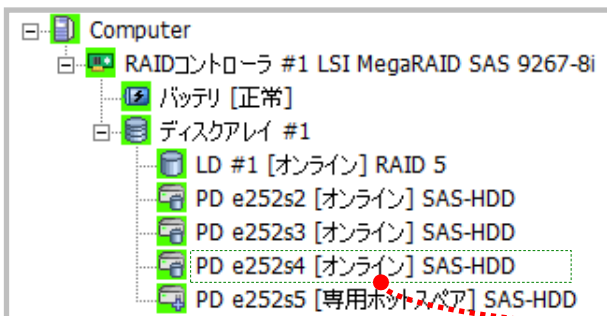 Computer
RAIDコントローラ #1 LSI MegaRAID SAS 9267-8i
バッテリ [正常]
ディスクアレイ #1
LD #1 [オンライン] RAID 5
PD e252s2 [オンライン] SAS-HDD
PD e252s3 [オンライン] SAS-HDD
PD e252s4 [オンライン] SAS-HDD
PD e252s5 [専用ホットスペア] SAS-HDD